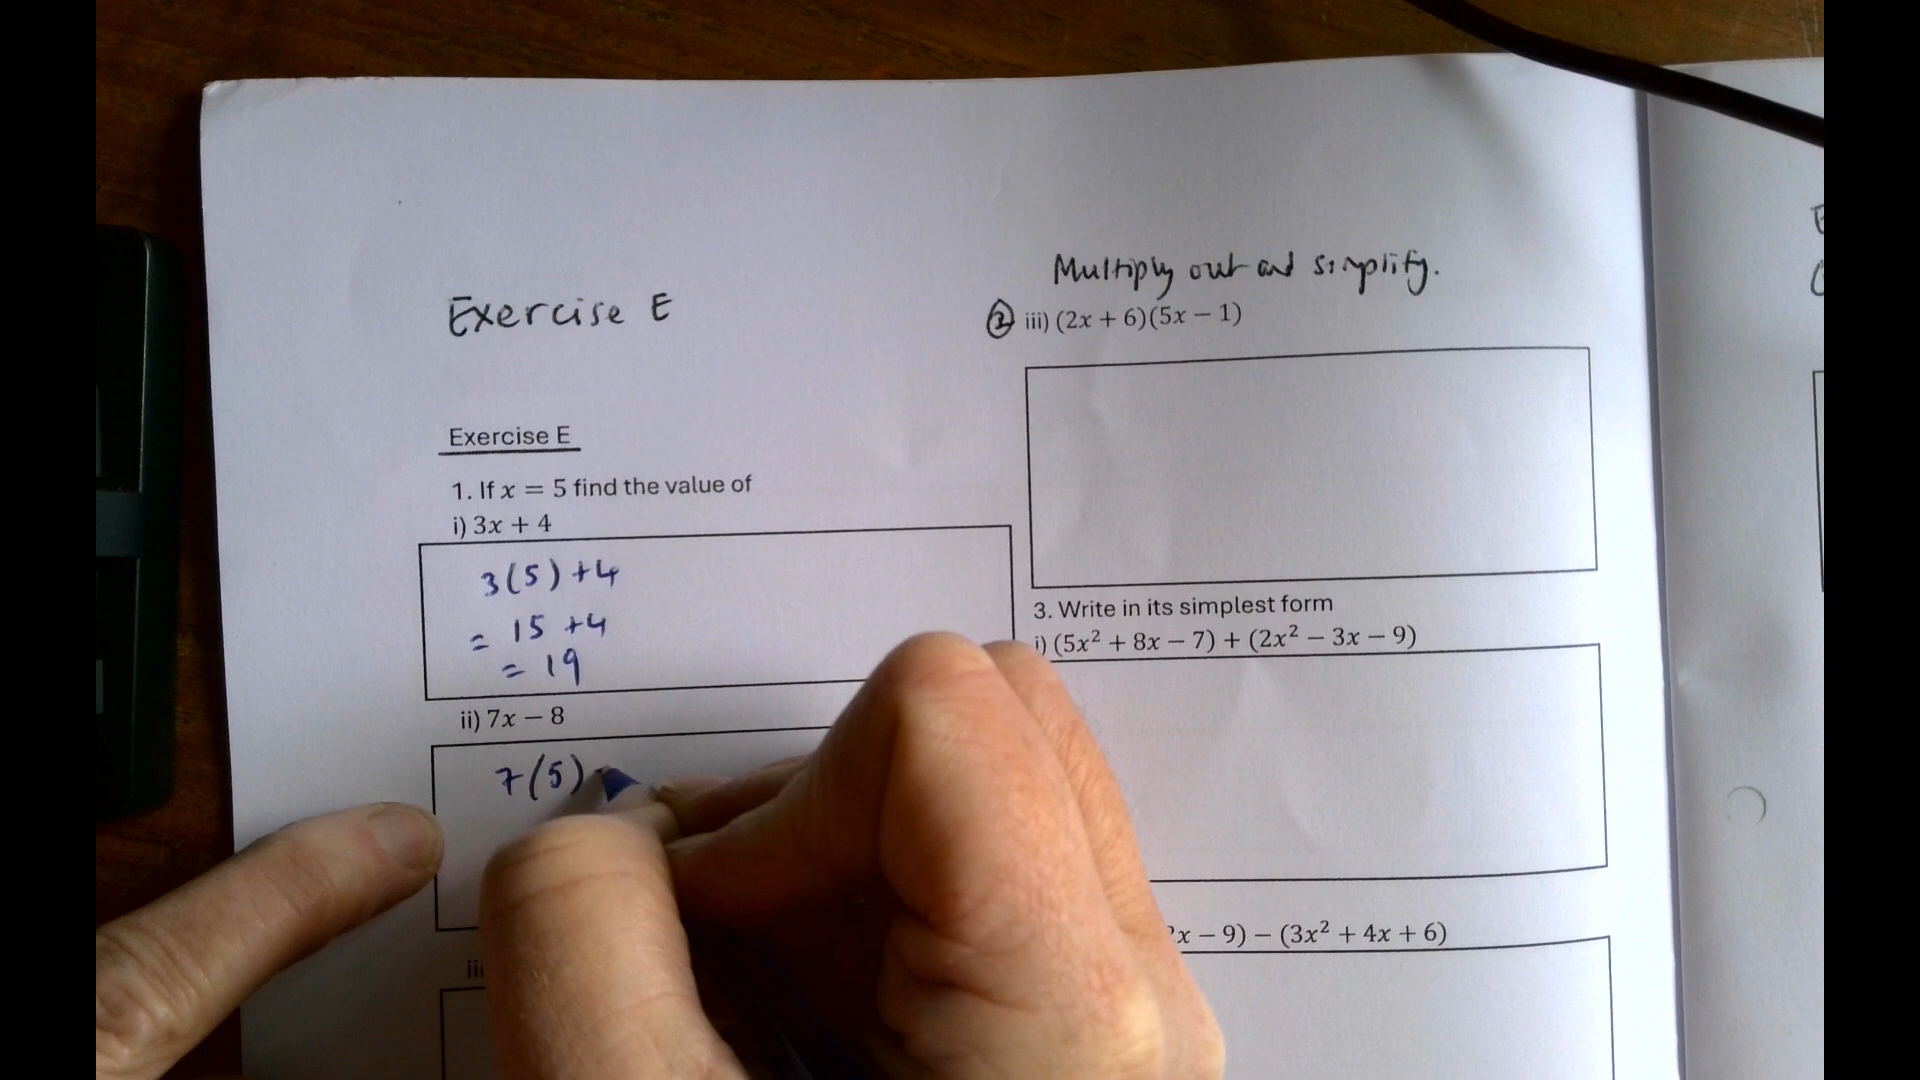 Exercise E
Exercise E
1. If x = 5 find the value of
i) 3x + 4
3(5) +4
= 15 +4
= 19
ii) 7x − 8
7(5)
Multiply out and simplify.
② iii) (2x + 6)(5x − 1)
3. Write in its simplest form
i) (5x² + 8x − 7) + (2x² − 3x − 9)
x − 9) − (3x² + 4x + 6)